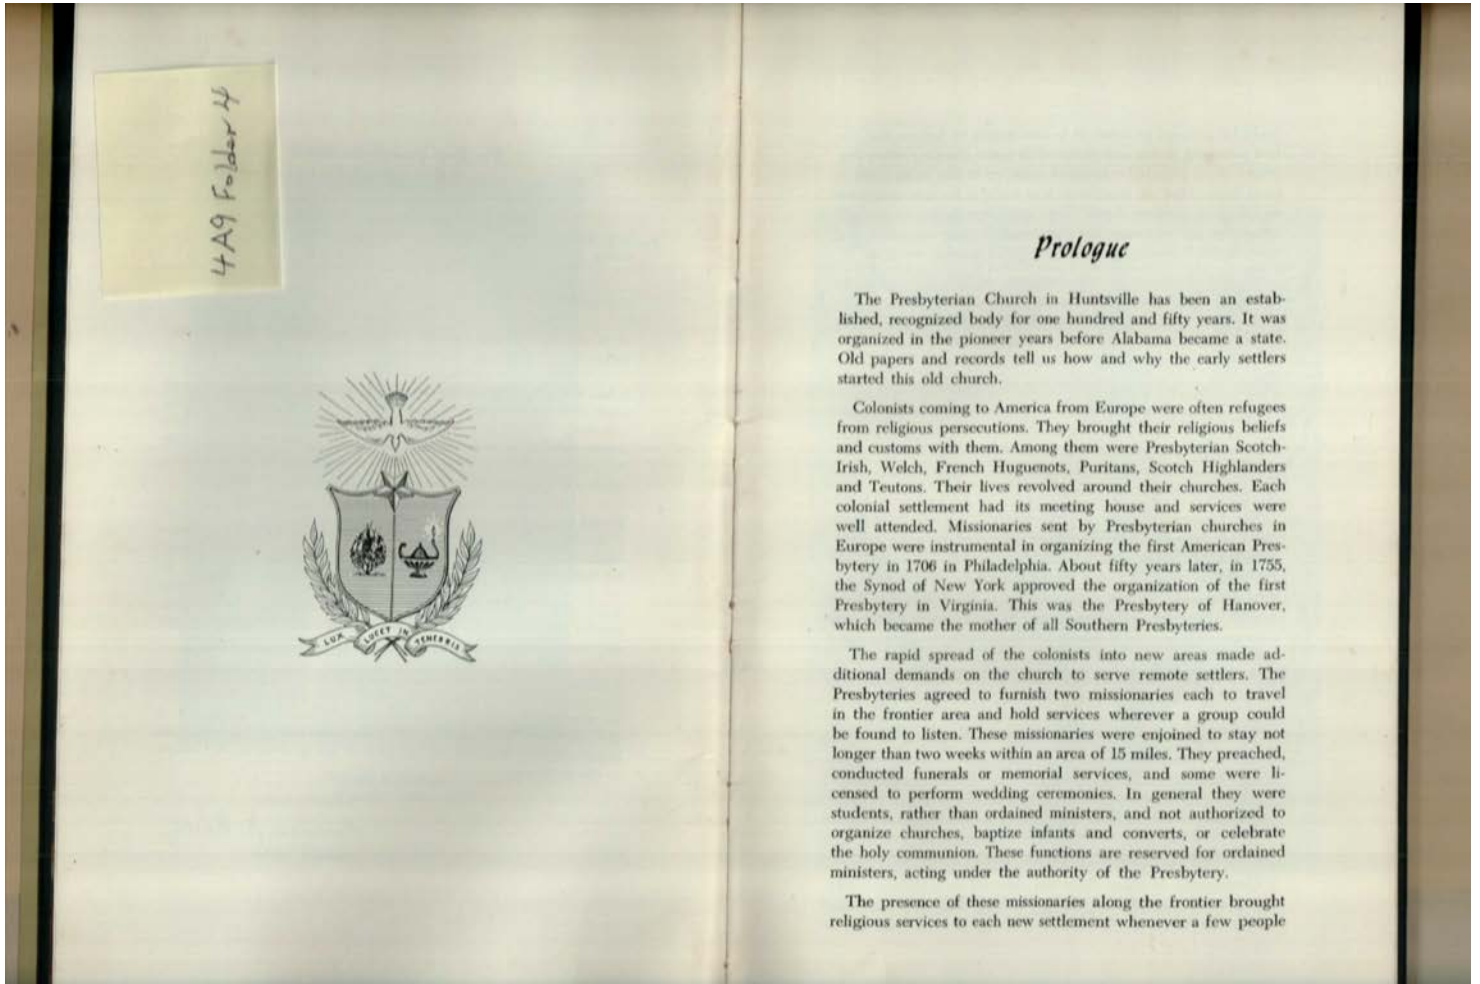 4A9 Folder 4
LUX LUCET IN TENEBRIS
Prologue
The Presbyterian Church in Huntsville has been an estab-
lished, recognized body for one hundred and fifty years. It was
organized in the pioneer years before Alabama became a state.
Old papers and records tell us how and why the early settlers
started this old church.
Colonists coming to America from Europe were often refugees
from religious persecutions. They brought their religious beliefs
and customs with them. Among them were Presbyterian Scotch-
Irish, Welch, French Huguenots, Puritans, Scotch Highlanders
and Teutons. Their lives revolved around their churches. Each
colonial settlement had its meeting house and services were
well attended. Missionaries sent by Presbyterian churches in
Europe were instrumental in organizing the first American Pres-
bytery in 1706 in Philadelphia. About fifty years later, in 1755,
the Synod of New York approved the organization of the first
Presbytery in Virginia. This was the Presbytery of Hanover,
which became the mother of all Southern Presbyteries.
The rapid spread of the colonists into new areas made ad-
ditional demands on the church to serve remote settlers. The
Presbyteries agreed to furnish two missionaries each to travel
in the frontier area and hold services wherever a group could
be found to listen. These missionaries were enjoined to stay not
longer than two weeks within an area of 15 miles. They preached,
conducted funerals or memorial services, and some were li-
censed to perform wedding ceremonies. In general they were
students, rather than ordained ministers, and not authorized to
organize churches, baptize infants and converts, or celebrate
the holy communion. These functions are reserved for ordained
ministers, acting under the authority of the Presbytery.
The presence of these missionaries along the frontier brought
religious services to each new settlement whenever a few people